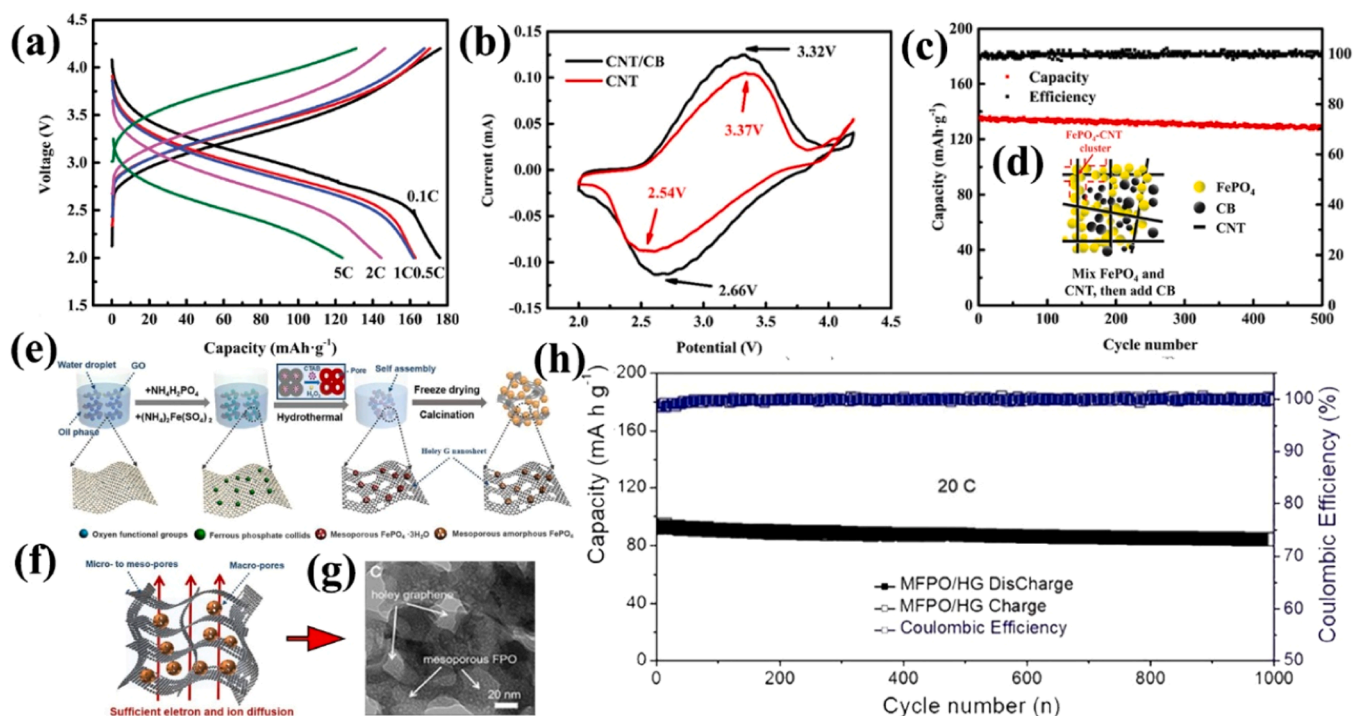 (a)
4.5
4.0
3.5
3.0
2.5
2.0
1.5
Voltage (V)
0.1C
5C 2C 1C 0.5C
0 20 40 60 80 100 120 140 160 180
Capacity (mAh·g⁻¹)
(b)
0.15
0.10
0.05
0.00
-0.05
-0.10
0.15
Current (mA)
CNT/CB
CNT
3.32V
3.37V
2.54V
2.66V
2.0 2.5 3.0 3.5 4.0 4.5
Potential (V)
(c)
200
180
160
140
120
100
80
60
40
20
0
Capacity (mAh·g⁻¹)
Capacity
Efficiency
100
80
60
40
20
0
FePO₄-CNT
cluster
(d)
FePO₄
CB
CNT
Mix FePO₄ and
CNT, then add CB
0 100 200 300 400 500
Cycle number
(e)
Water droplet
GO
Oil phase
+NH₄H₂PO₄
+(NH₄)₂Fe(SO₄)₂
CTAB
H₂O
Pore
Hydrothermal
Self assembly
Freeze drying
Calcination
Holey G nanosheet
Oxyen functional groups
Ferrous phosphate collids
Mesoporous FePO₄·3H₂O
Mesoporous amorphous FePO₄
(f)
Micro- to meso-pores
Macro-pores
Sufficient eletron and ion diffusion
(g)
C
holey graphene
mesoporous FPO
20 nm
(h)
200
180
160
120
80
40
0
Capacity (mA h g⁻¹)
20 C
MFPO/HG DisCharge
MFPO/HG Charge
Coulombic Efficiency
100
90
80
70
60
50
Coulombic Efficiency (%)
0 200 400 600 800 1000
Cycle number (n)